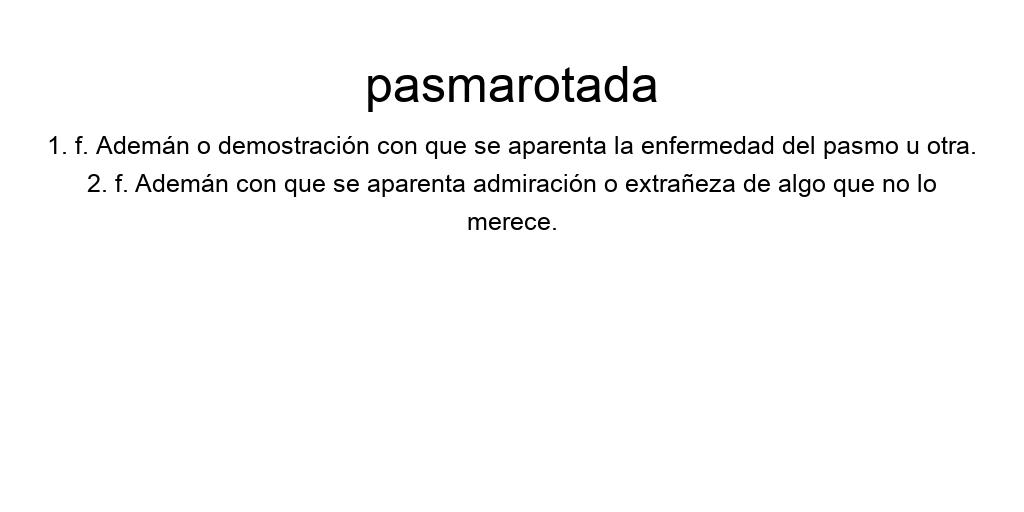 pasmarotada
1. f. Ademán o demostración con que se aparenta la enfermedad del pasmo u otra.
2. f. Ademán con que se aparenta admiración o extrañeza de algo que no lo
merece.